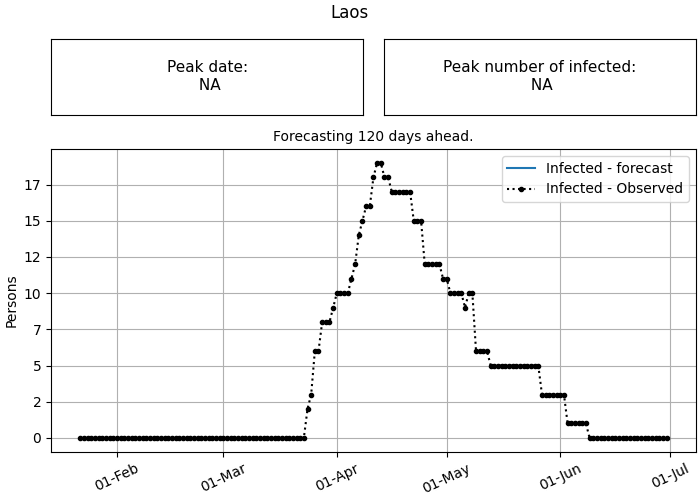 Laos
Peak date:
NA
Peak number of infected:
NA
Forecasting 120 days ahead.
Infected - forecast
Infected - Observed
Persons
17
15
12
10
7
5
2
0
01-Feb
01-Mar
01-Apr
01-May
01-Jun
01-Jul